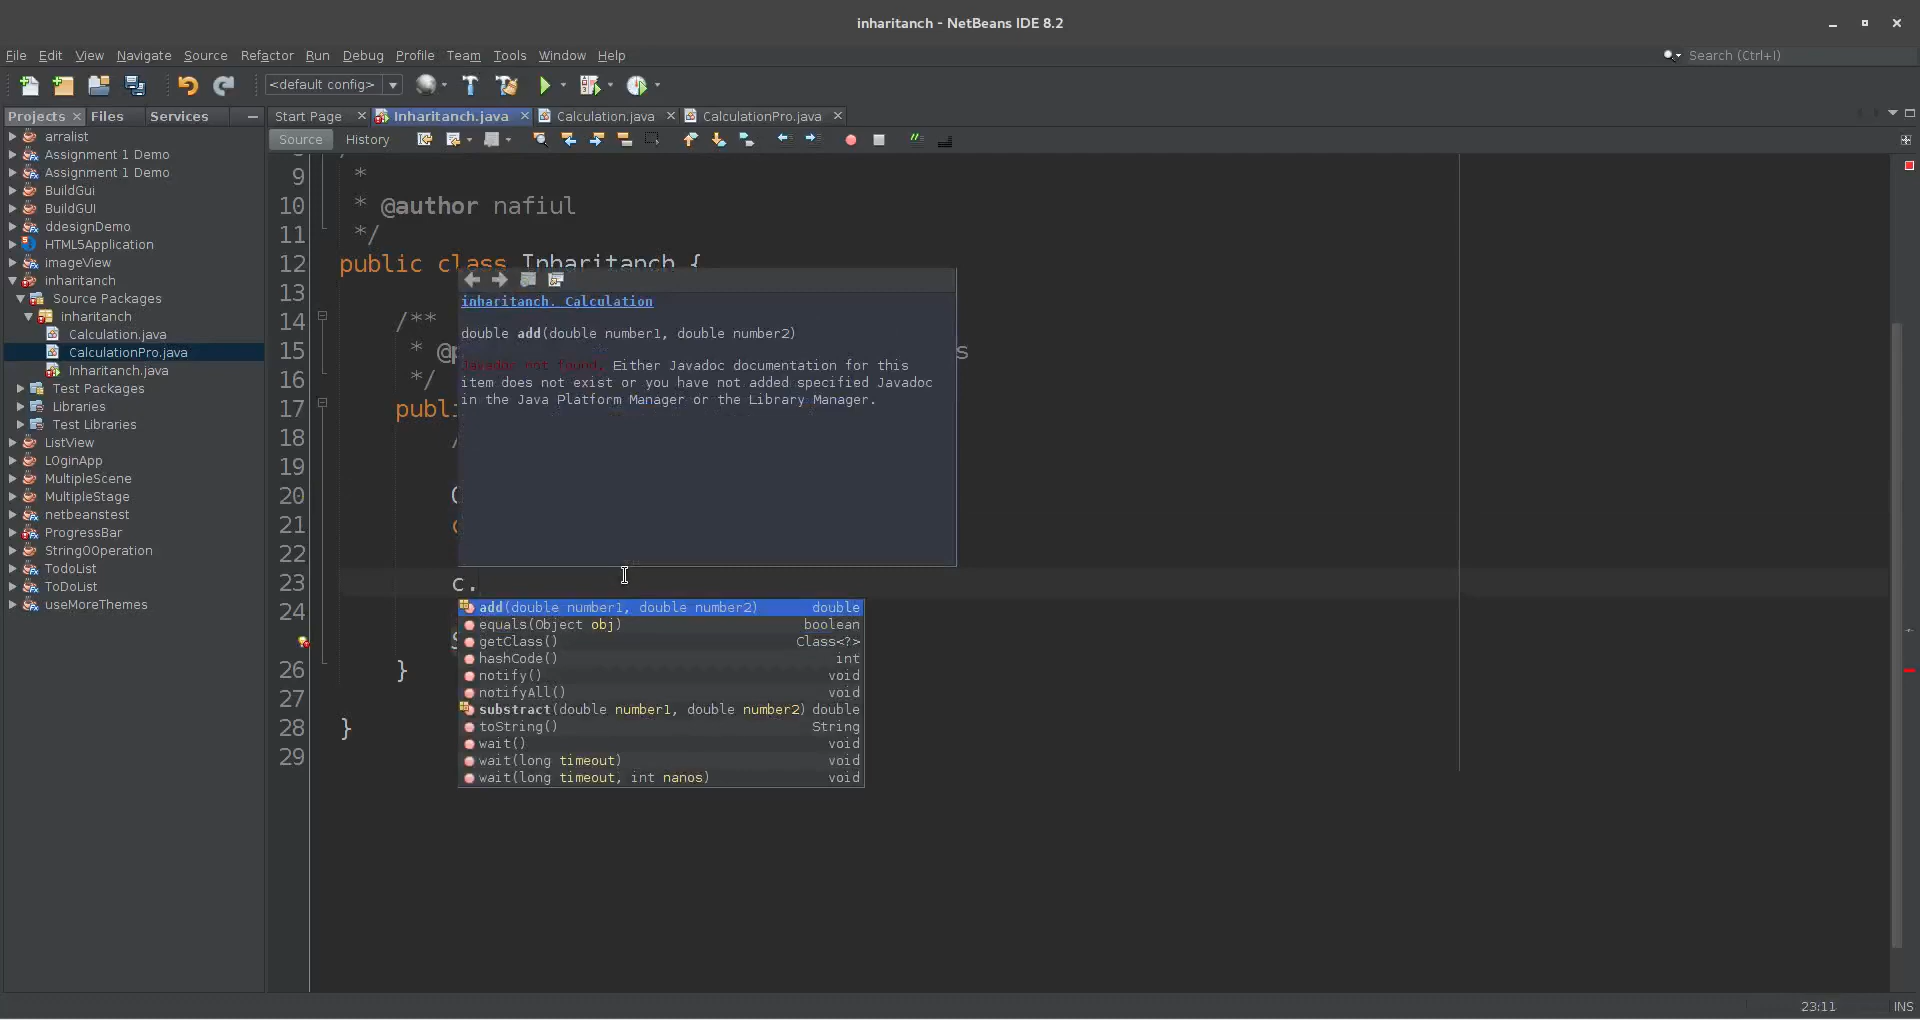 inharitanch - NetBeans IDE 8.2
File Edit View Navigate Source Refactor Run Debug Profile Team Tools Window Help
Search (Ctrl+I)
<default config>
Projects Files Services
Start Page Inharitanch.java Calculation.java CalculationPro.java
Source History
arralist
Assignment 1 Demo
Assignment 1 Demo
BuildGui
BuildGUI
ddesignDemo
HTML5Application
imageView
inharitanch
Source Packages
inharitanch
Calculation.java
CalculationPro.java
Inharitanch.java
Test Packages
Libraries
Test Libraries
ListView
LOginApp
MultipleScene
MultipleStage
netbeanstest
ProgressBar
StringOOperation
TodoList
ToDoList
useMoreThemes
9 *
10 * @author nafiul
11 */
12 public class Inharitanch {
13
14 /**
15 * @
16 */
17 publi
18 /
19
20
21
22
23 c.
24
26 }
27
28 }
29
inharitanch. Calculation
double add(double number1, double number2)
Javadoc not found. Either Javadoc documentation for this
item does not exist or you have not added specified Javadoc
in the Java Platform Manager or the Library Manager.
add(double number1, double number2) double
equals(Object obj) boolean
getClass() Class<?>
hashCode() int
notify() void
notifyAll() void
substract(double number1, double number2) double
toString() String
wait() void
wait(long timeout) void
wait(long timeout, int nanos) void
23:11 INS